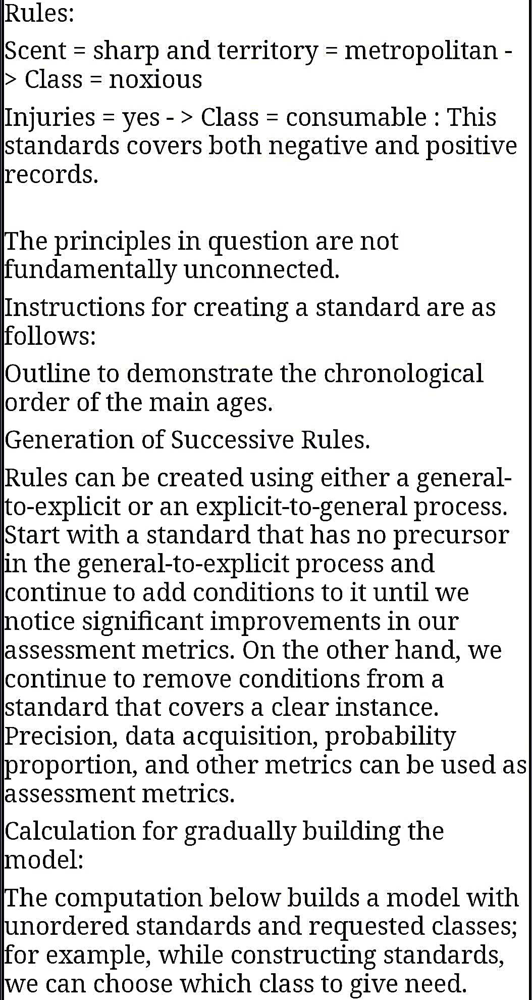 Rules:
Scent = sharp and territory = metropolitan -
> Class = noxious
Injuries = yes - > Class = consumable : This
standards covers both negative and positive
records.
The principles in question are not
fundamentally unconnected.
Instructions for creating a standard are as
follows:
Outline to demonstrate the chronological
order of the main ages.
Generation of Successive Rules.
Rules can be created using either a general-
to-explicit or an explicit-to-general process.
Start with a standard that has no precursor
in the general-to-explicit process and
continue to add conditions to it until we
notice significant improvements in our
assessment metrics. On the other hand, we
continue to remove conditions from a
standard that covers a clear instance.
Precision, data acquisition, probability
proportion, and other metrics can be used as
assessment metrics.
Calculation for gradually building the
model:
The computation below builds a model with
unordered standards and requested classes;
for example, while constructing standards,
we can choose which class to give need.